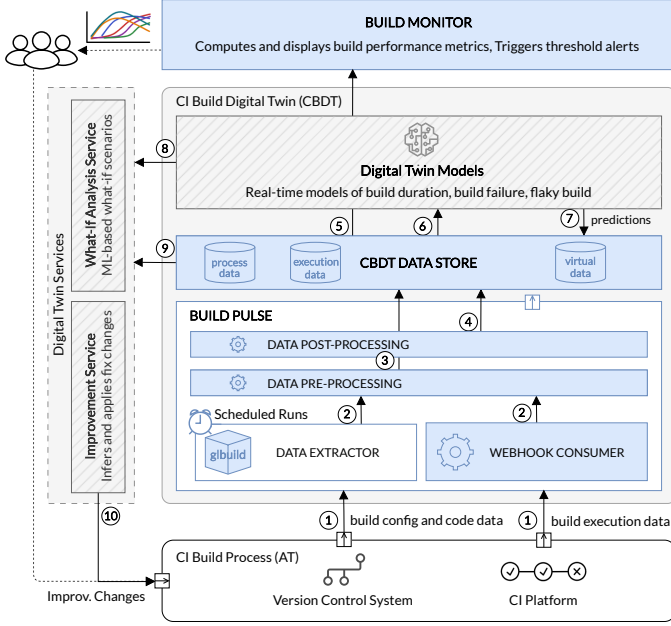 BUILD MONITOR
Computes and displays build performance metrics, Triggers threshold alerts
CI Build Digital Twin (CBDT)
Digital Twin Models
Real-time models of build duration, build failure, flaky build
8
5
6
7
predictions
9
process
data
execution
data
CBDT DATA STORE
virtual
data
Digital Twin Services
What-If Analysis Service
ML-based what-if scenarios
Improvement Service
Infers and applies fix changes
BUILD PULSE
4
DATA POST-PROCESSING
3
DATA PRE-PROCESSING
2
2
Scheduled Runs
glbuild
DATA EXTRACTOR
WEBHOOK CONSUMER
10
1
build config and code data
1
build execution data
CI Build Process (AT)
Version Control System
CI Platform
Improv. Changes